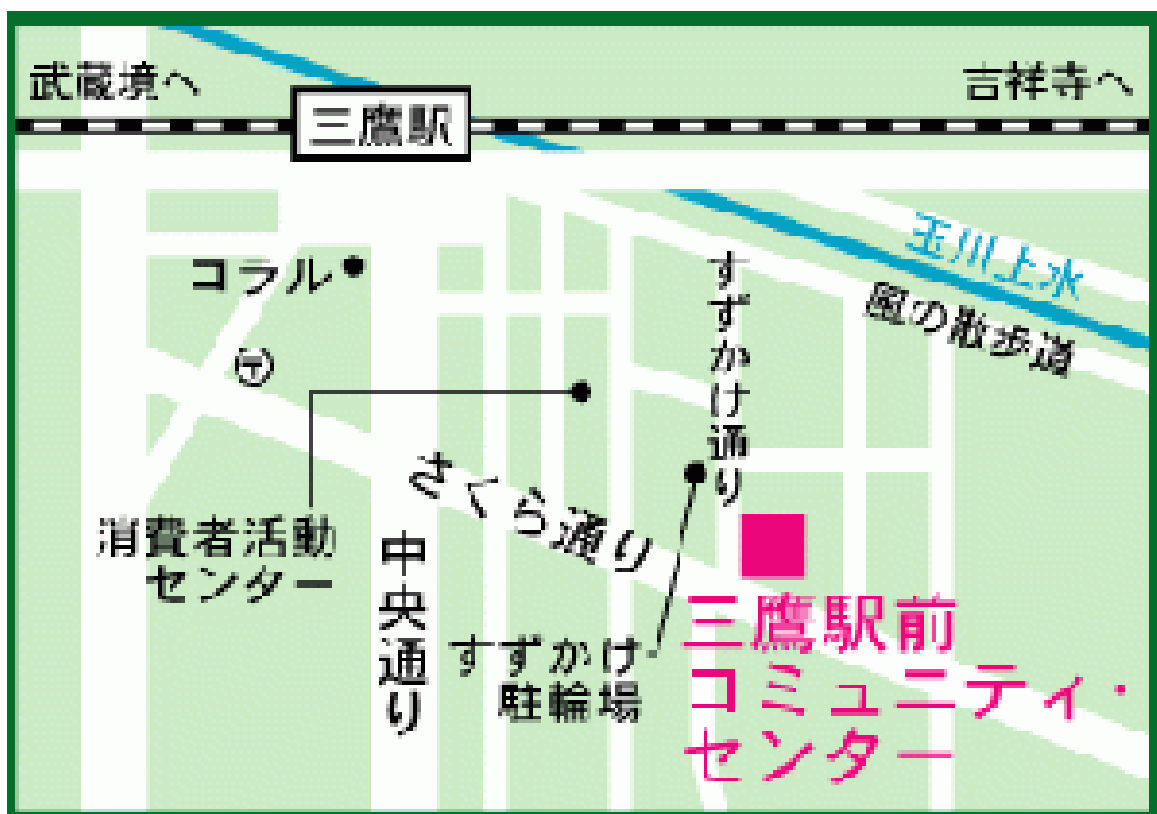 武蔵境へ
吉祥寺へ
三鷹駅
玉川上水
風の散歩道
コラル
〒
すずかけ通り
さくら通り
消費者活動
センター
中央通り
すずかけ
駐輪場
三鷹駅前
コミュニティ・
センター